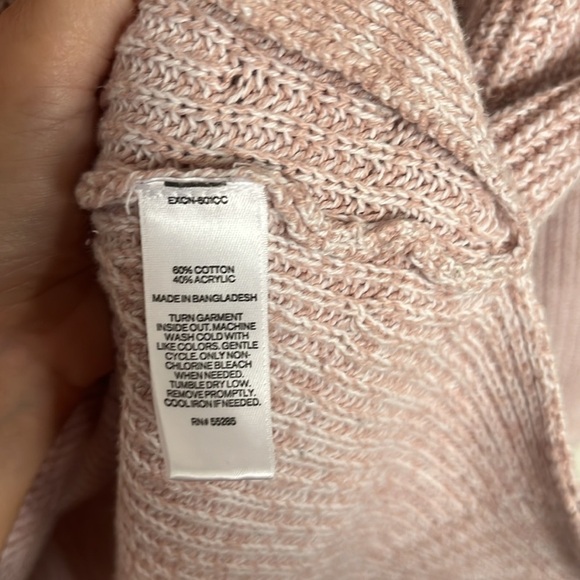 EXCN-601CC
60% COTTON
40% ACRYLIC
MADE IN BANGLADESH
TURN GARMENT
INSIDE OUT. MACHINE
WASH COLD WITH
LIKE COLORS. GENTLE
CYCLE. ONLY NON-
CHLORINE BLEACH
WHEN NEEDED.
TUMBLE DRY LOW.
REMOVE PROMPTLY.
COOL IRON IF NEEDED.
RN# 55285